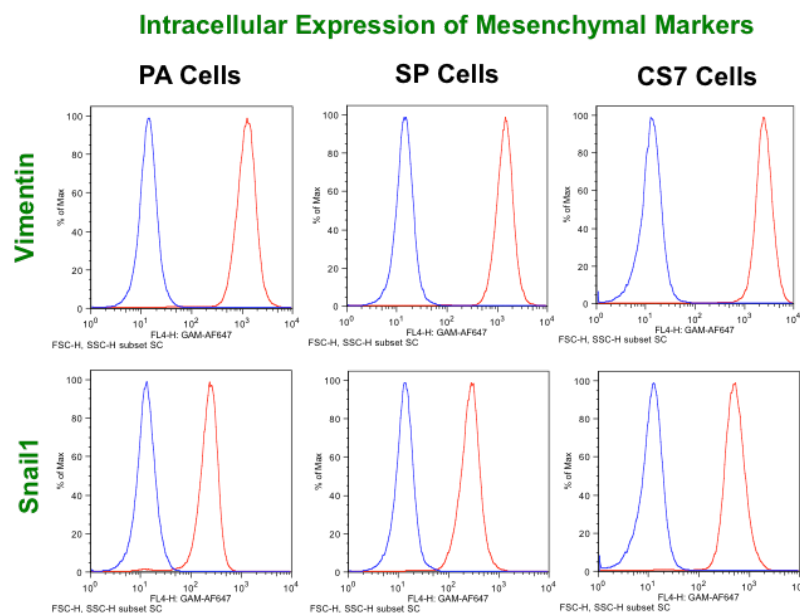 Intracellular Expression of Mesenchymal Markers
PA Cells SP Cells CS7 Cells
Vimentin
% of Max
100
80
60
40
20
0
10^0 10^1 10^2 10^3 10^4
FL4-H: GAM-AF647
FSC-H, SSC-H subset SC
% of Max
100
80
60
40
20
0
10^0 10^1 10^2 10^3 10^4
FL4-H: GAM-AF647
FSC-H, SSC-H subset SC
% of Max
100
80
60
40
20
0
10^0 10^1 10^2 10^3 10^4
FL4-H: GAM-AF647
FSC-H, SSC-H subset SC
Snail1
% of Max
100
80
60
40
20
0
10^0 10^1 10^2 10^3 10^4
FL4-H: GAM-AF647
FSC-H, SSC-H subset SC
% of Max
100
80
60
40
20
0
10^0 10^1 10^2 10^3 10^4
FL4-H: GAM-AF647
FSC-H, SSC-H subset SC
% of Max
100
80
60
40
20
0
10^0 10^1 10^2 10^3
FL4-H: GAM-AF647
FSC-H, SSC-H subset SC